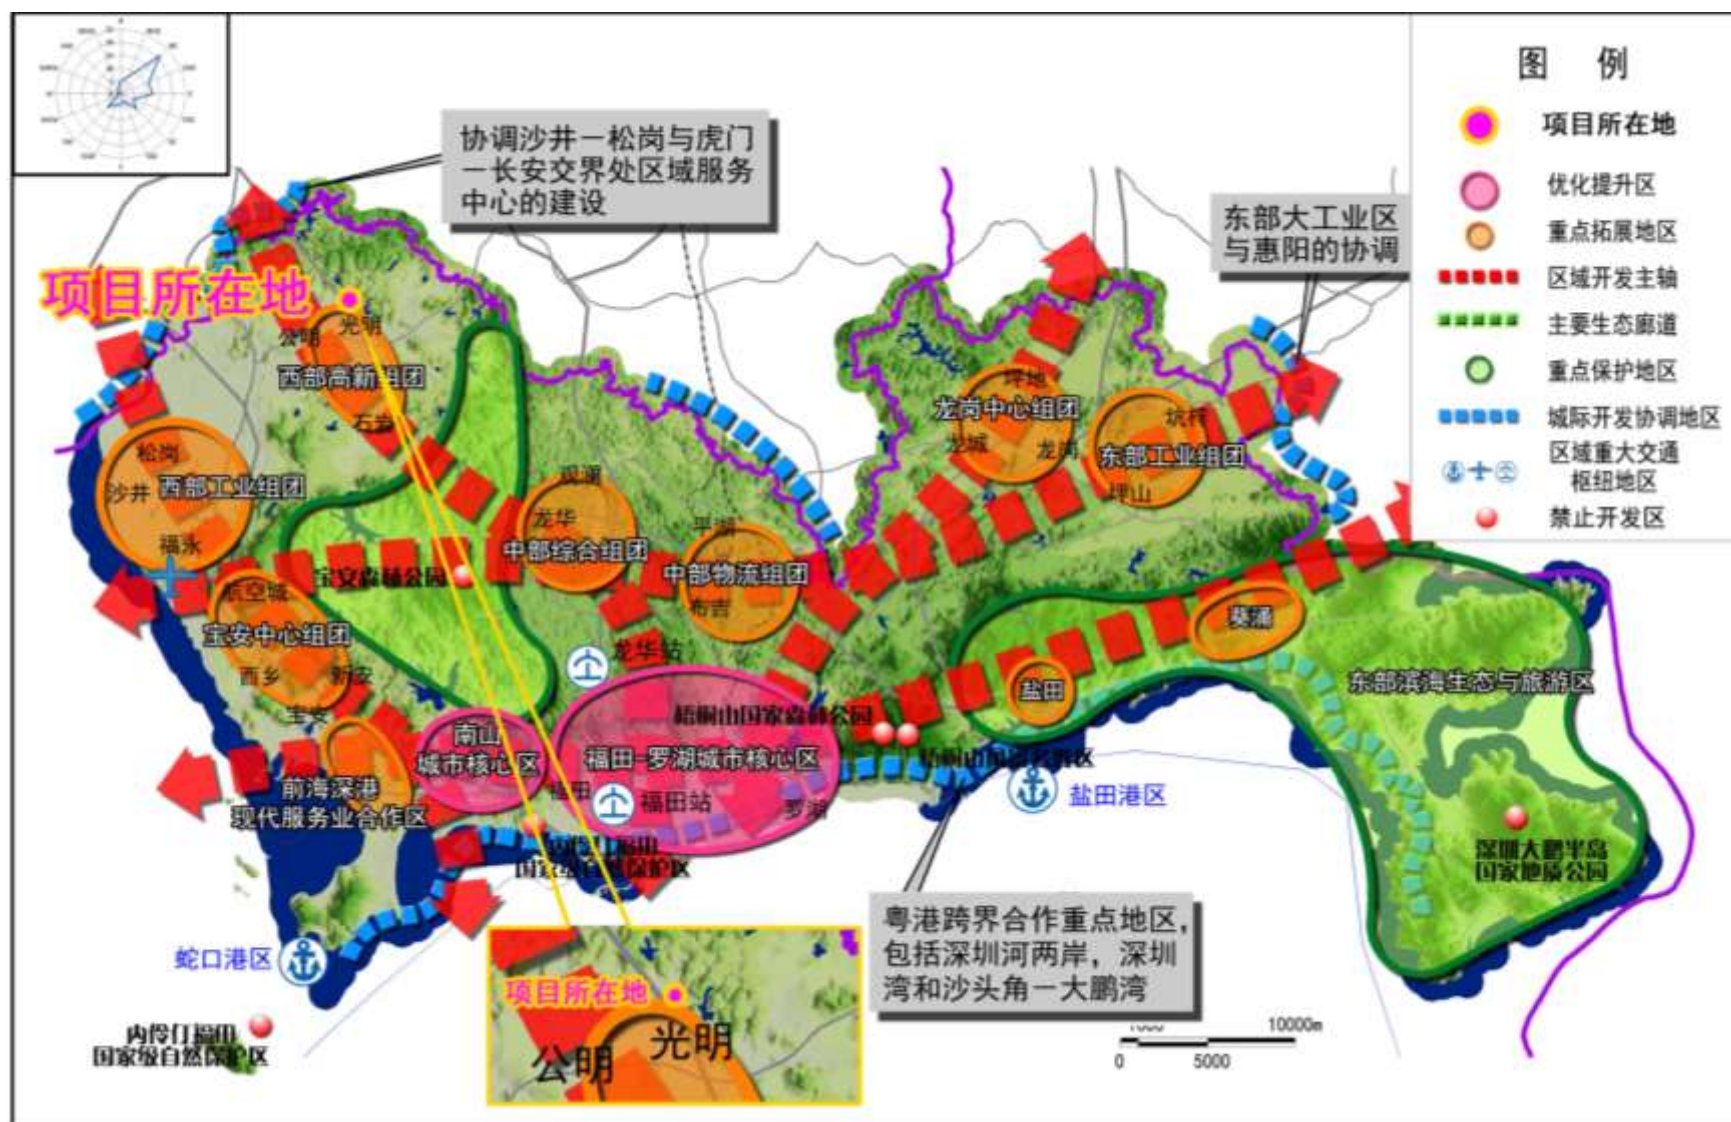 图 例
项目所在地
优化提升区
重点拓展地区
区域开发主轴
主要生态廊道
重点保护地区
城际开发协调地区
区域重大交通
枢纽地区
禁止开发区
协调沙井－松岗与虎门
－长安交界处区域服务
中心的建设
东部大工业区
与惠阳的协调
项目所在地
光明
公明
西部高新组团
石岩
松岗
沙井
西部工业组团
福永
观澜
龙华
中部综合组团
平湖
中部物流组团
布吉
坪地
龙岗中心组团
龙城
龙岗
坑梓
东部工业组团
坪山
宝安森林公园
航空城
宝安中心组团
西乡
新安
宝安
龙华站
葵涌
盐田
东部滨海生态与旅游区
梧桐山国家森林公园
南山
城市核心区
福田-罗湖城市核心区
福田站
罗湖
前海深港
现代服务业合作区
盐田港区
国家级自然保护区
深圳大鹏半岛
国家地质公园
粤港跨界合作重点地区，
包括深圳河两岸，深圳
湾和沙头角－大鹏湾
蛇口港区
内伶仃福田
国家级自然保护区
项目所在地
光明
公明
10000m
0
5000